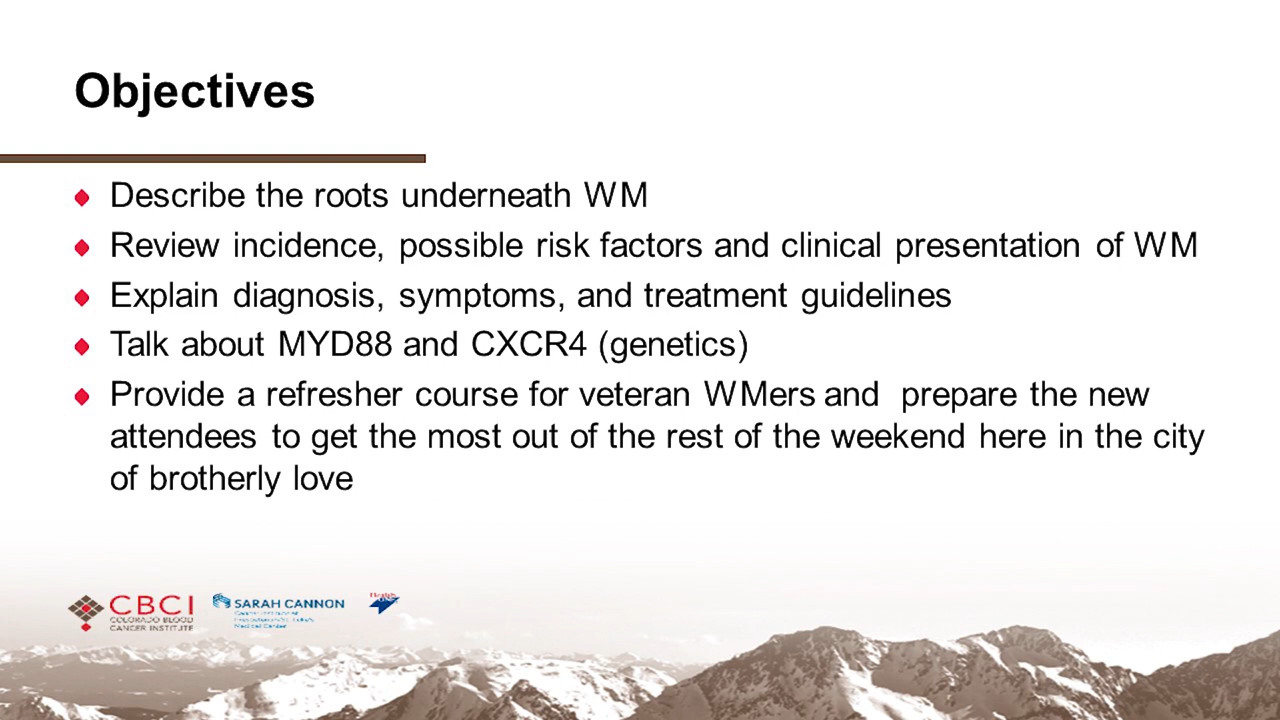 Objectives
Describe the roots underneath WM
Review incidence, possible risk factors and clinical presentation of WM
Explain diagnosis, symptoms, and treatment guidelines
Talk about MYD88 and CXCR4 (genetics)
Provide a refresher course for veteran WMers and  prepare the new
attendees to get the most out of the rest of the weekend here in the city
of brotherly love
CBCI
COLORADO BLOOD
CANCER INSTITUTE
SARAH CANNON
Medical Center